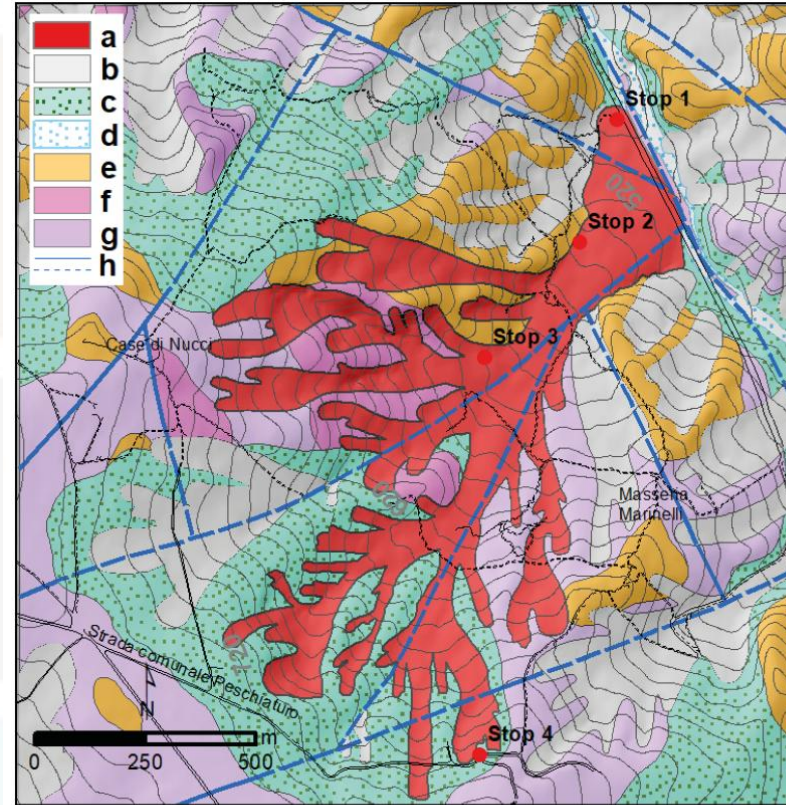 a
b
c
d
e
f
g
h
Stop 1
520
Stop 2
Stop 3
Case di Nucci
Masseria
Marinelli
720
Strada comunale Peschiaturo
N
m
0
250
500
Stop 4